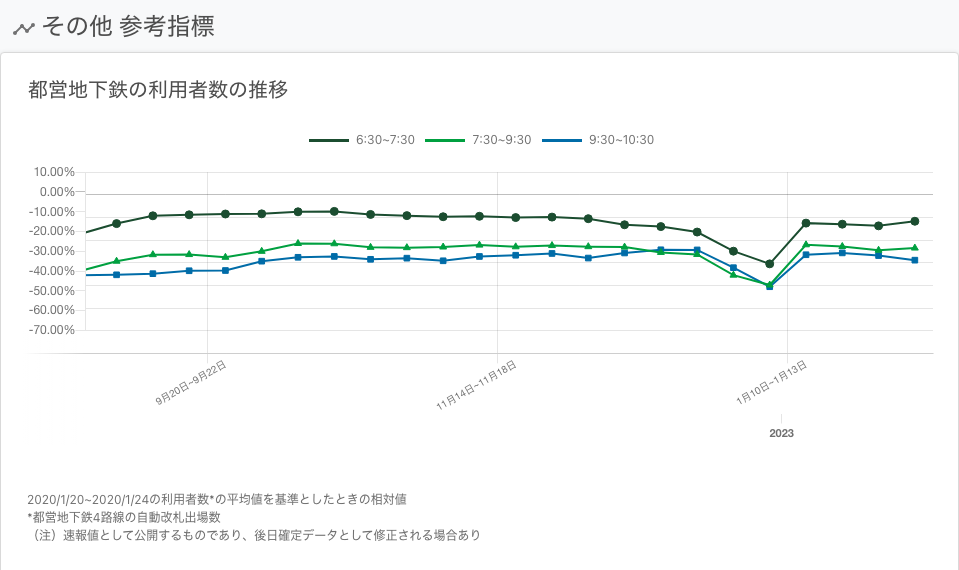 その他 参考指標
都営地下鉄の利用者数の推移
6:30~7:30 7:30~9:30 9:30~10:30
10.00%
0.00%
-10.00%
-20.00%
-30.00%
-40.00%
-50.00%
-60.00%
-70.00%
9月20日~9月22日 11月14日~11月18日 1月10日~1月13日
2023
2020/1/20~2020/1/24の利用者数*の平均値を基準としたときの相対値
*都営地下鉄4路線の自動改札出場数
（注）速報値として公開するものであり、後日確定データとして修正される場合あり